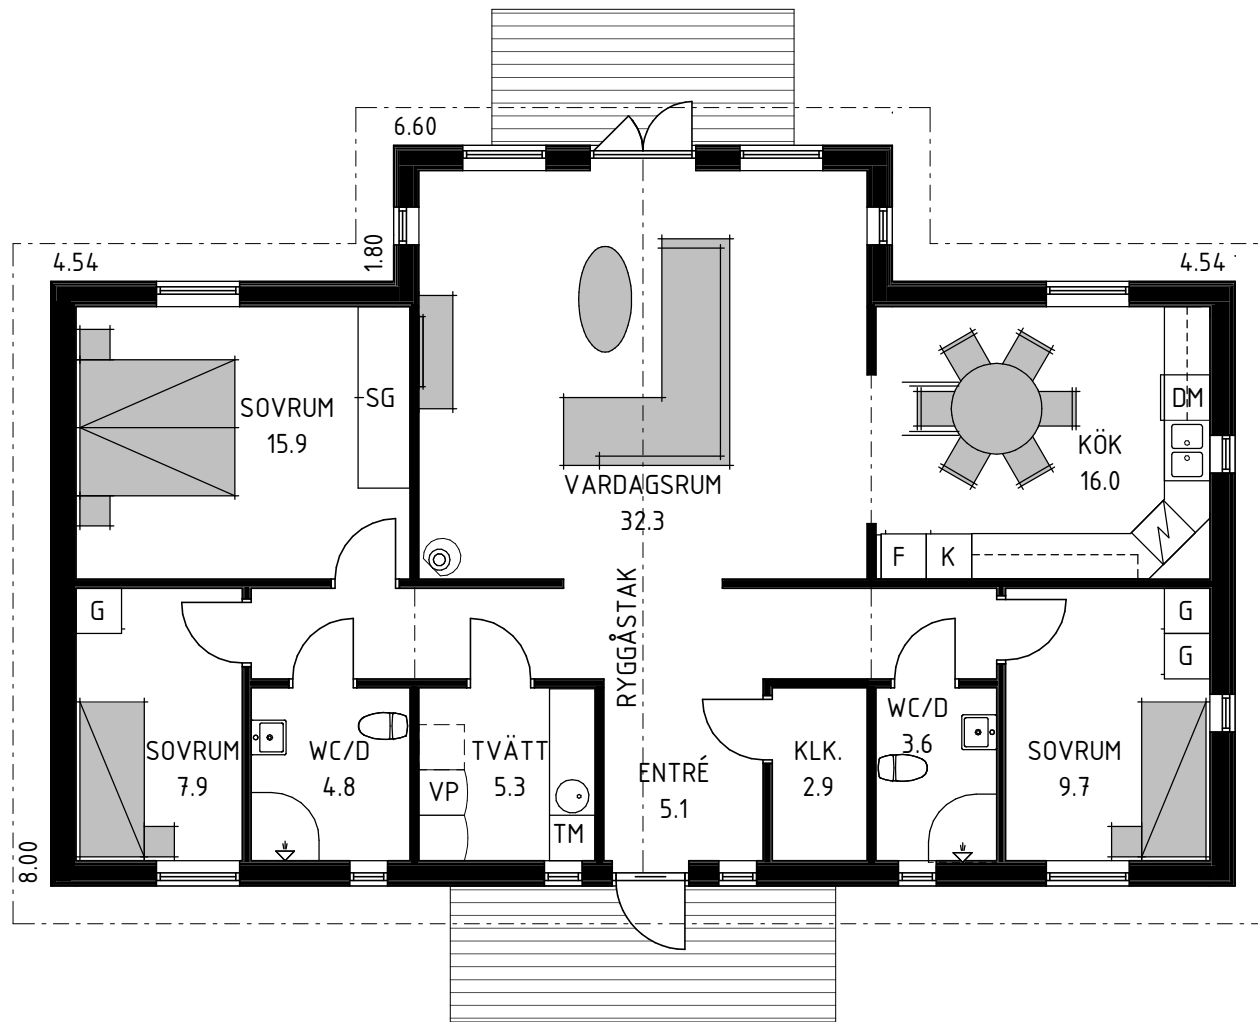 6.60
1.80
4.54
4.54
SOVRUM
15.9
SG
VARDAGSRUM
32.3
DM
KÖK
16.0
F
K
RYGGÅSTAK
G
G
G
SOVRUM
7.9
WC/D
4.8
TVÄTT
5.3
VP
TM
ENTRÉ
5.1
KLK.
2.9
WC/D
3.6
SOVRUM
9.7
8.00